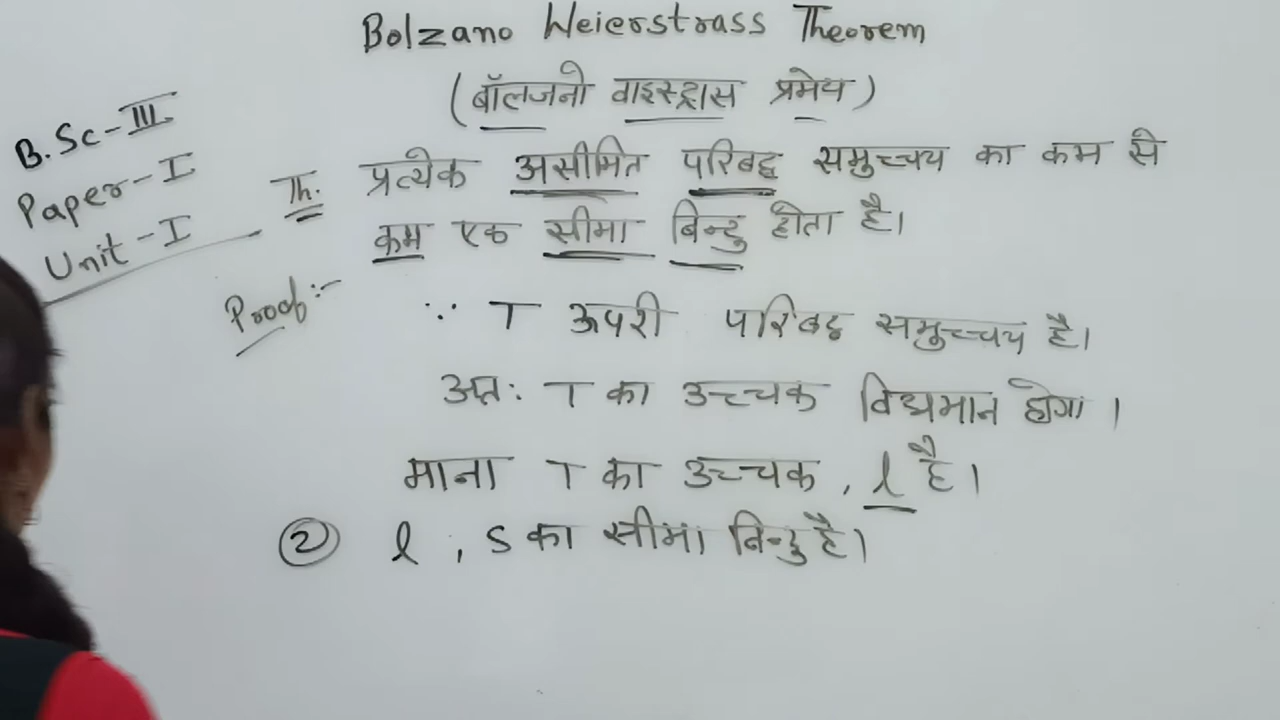 Bolzano Weierstrass Theorem
(बॉलजनो वाइस्ट्रास प्रमेय)
B.Sc-III
Paper-I
Unit-I
Th. प्रत्येक असीमित परिबद्ध समुच्चय का कम से
कम एक सीमा बिन्दु होता है।
Proof:-
∵ T ऊपरी परिबद्ध समुच्चय है।
अतः T का उच्चक विद्यमान होगा।
माना T का उच्चक, l है।
② l, S का सीमा बिन्दु है।